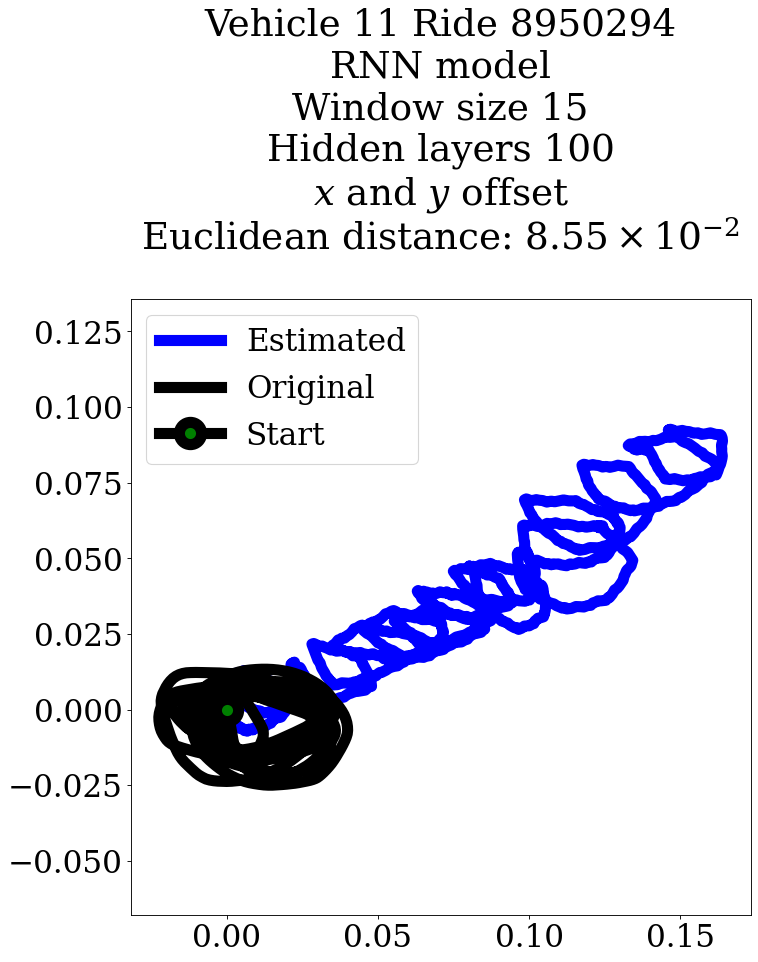 Vehicle 11 Ride 8950294
RNN model
Window size 15
Hidden layers 100
x and y offset
Euclidean distance: 8.55 × 10⁻²
Estimated
Original
Start
0.125
0.100
0.075
0.050
0.025
0.000
−0.025
−0.050
0.00 0.05 0.10 0.15